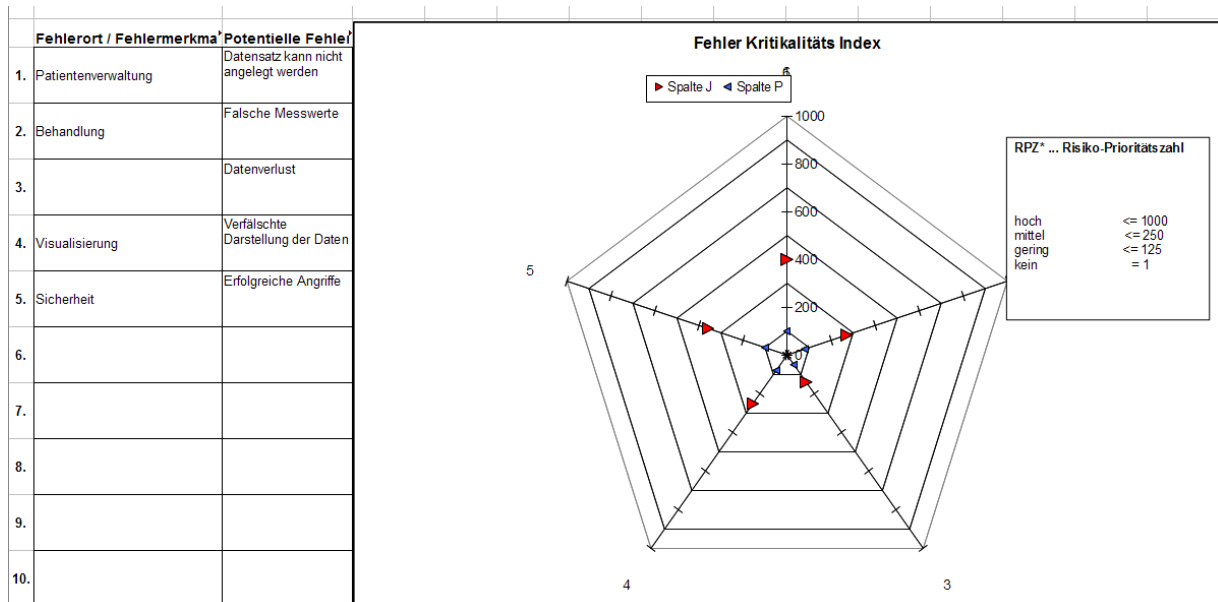 Fehlerort / Fehlermerkma
Potentielle Fehler
1.
Patientenverwaltung
Datensatz kann nicht
angelegt werden
2.
Behandlung
Falsche Messwerte
3.
Datenverlust
4.
Visualisierung
Verfälschte
Darstellung der Daten
5.
Sicherheit
Erfolgreiche Angriffe
6.
7.
8.
9.
10.
Fehler Kritikalitäts Index
Spalte J
Spalte P
1000
800
600
400
200
0
5
4
3
RPZ* ... Risiko-Prioritätszahl
hoch <= 1000
mittel <= 250
gering <= 125
kein = 1